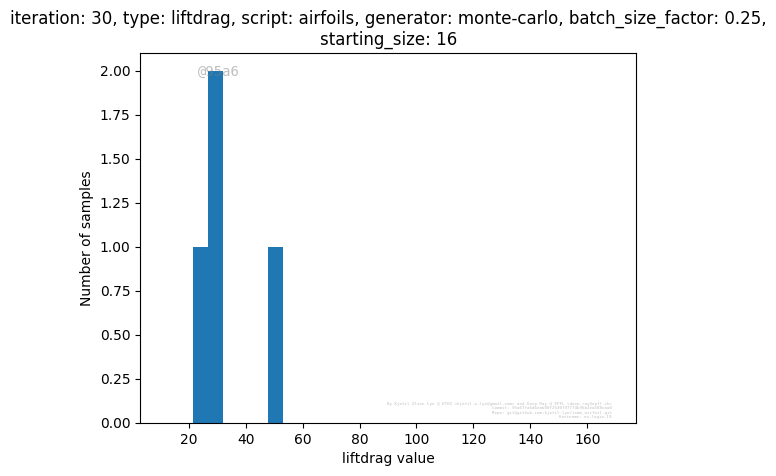 iteration: 30, type: liftdrag, script: airfoils, generator: monte-carlo, batch_size_factor: 0.25,
starting_size: 16
@95a6
2.00
1.75
1.50
1.25
1.00
0.75
0.50
0.25
0.00
Number of samples
20 40 60 80 100 120 140 160
liftdrag value